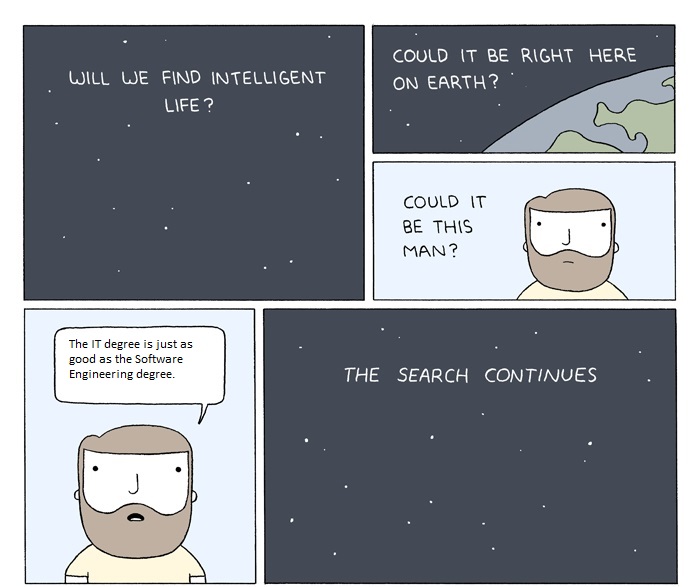 WILL WE FIND INTELLIGENT
LIFE?
COULD IT BE RIGHT HERE
ON EARTH?
COULD IT
BE THIS
MAN?
The IT degree is just as
good as the Software
Engineering degree.
THE SEARCH CONTINUES